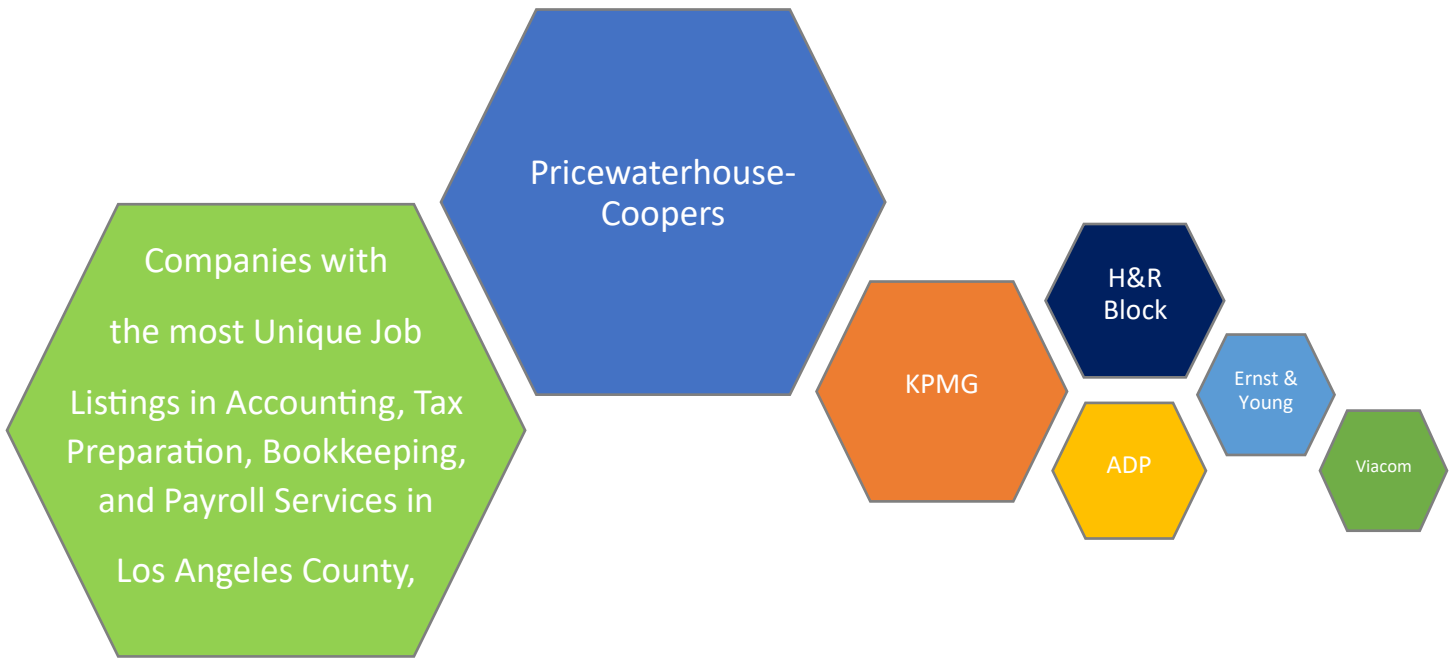 Companies with
the most Unique Job
Listings in Accounting, Tax
Preparation, Bookkeeping,
and Payroll Services in
Los Angeles County,
Pricewaterhouse-
Coopers
KPMG
H&R
Block
ADP
Ernst &
Young
Viacom